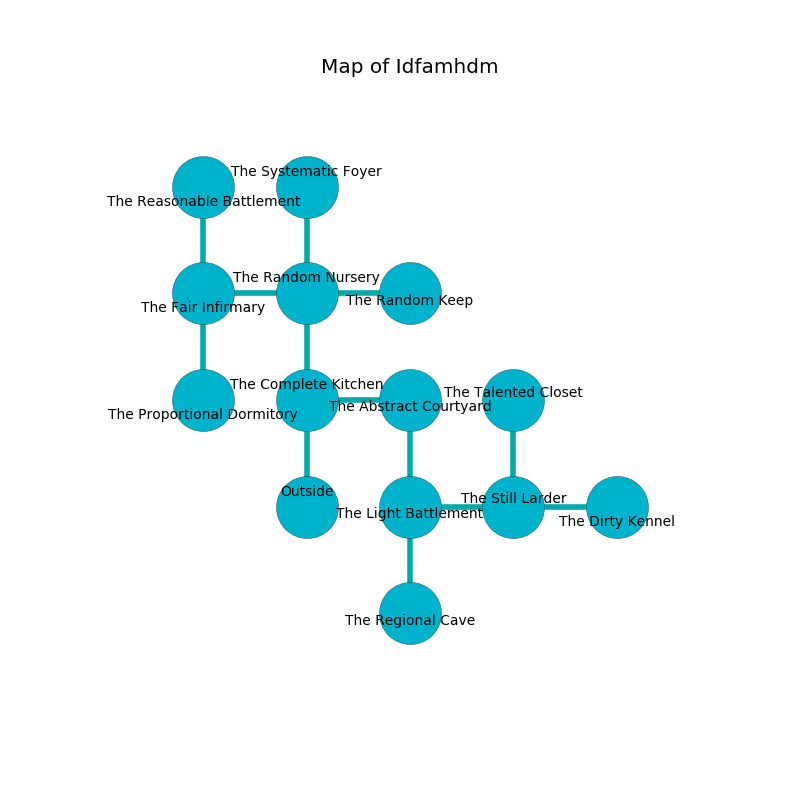 Map of Idfamhdm
The Systematic Foyer
The Reasonable Battlement
The Random Nursery
The Random Keep
The Fair Infirmary
The Complete Kitchen
The Talented Closet
The Abstract Courtyard
The Proportional Dormitory
Outside
The Still Larder
The Light Battlement
The Dirty Kennel
The Regional Cave